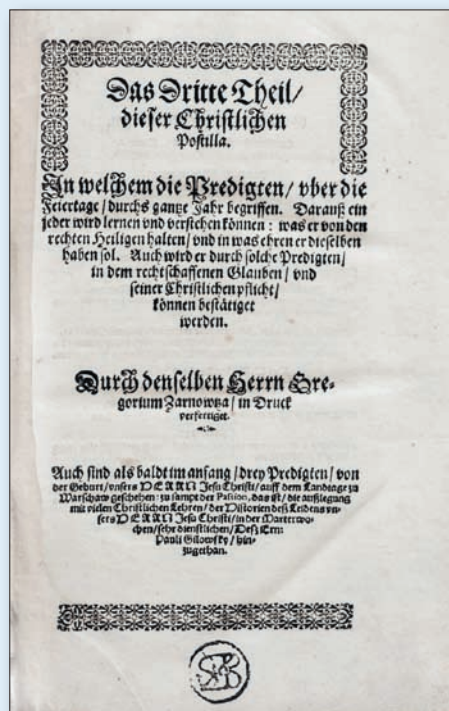 Das Dritte Theil/
dieser Christlichen
Postilla.
In welchem die Predigten/ vber die
Feiertage/ durchs gantze Jahr begriffen. Darauß ein
jeder wird lernen vnd verstehen können: was er von den
rechten Heiligen halten/ vnd in was ehren er dieselben
haben sol. Auch wird er durch solche Predigten/
in dem rechtschaffenen Glauben/ vnd
seiner Christlichen pflicht/
können bestätiget
werden.
Durch denselben Herrn Gre-
gorium Zarnowtza/ in Druck
verfertiget.
Auch sind als baldt im anfang/ drey Predigten/ von
der Geburt/ vnsers HERRN Jesu Christi/ auff dem Landtage zu
Warschaw geschehen: zu sampt der Passion, das ist/ die außlegung
mit vielen Christlichen Lehren/ der Historien deß Leidens vn-
sers HERRN Jesu Christi/ in der Marterwo-
chen/ sehr dienstlichen/ Deß Ern:
Pauli Gilowsky/ hin-
zugethan.